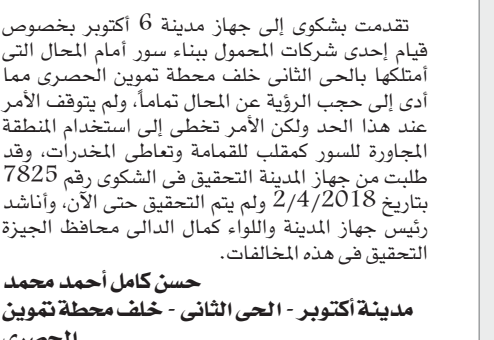 تقدمت بشكوى إلى جهاز مدينة 6 أكتوبر بخصوص
قيام إحدى شركات المحمول ببناء سور أمام المحال التى
أمتلكها بالحى الثانى خلف محطة تموين الحصرى مما
أدى إلى حجب الرؤية عن المحال تماماً، ولم يتوقف الأمر
عند هذا الحد ولكن الأمر تخطى إلى استخدام المنطقة
المجاورة للسور كمقلب للقمامة وتعاطى المخدرات، وقد
طلبت من جهاز المدينة التحقيق فى الشكوى رقم 7825
بتاريخ 2/4/2018 ولم يتم التحقيق حتى الآن، وأناشد
رئيس جهاز المدينة واللواء كمال الدالى محافظ الجيزة
التحقيق فى هذه المخالفات.
حسن كامل أحمد محمد
مدينة أكتوبر - الحى الثانى - خلف محطة تموين
الحصرى